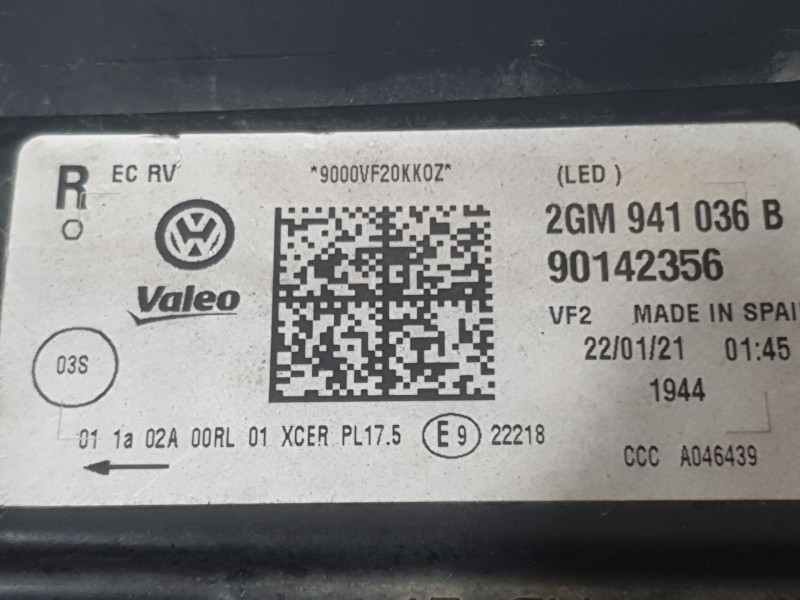 R EC RV *9000VF20KK0Z* (LED )
2GM 941 036 B
90142356
Valeo
VF2 MADE IN SPAI
22/01/21 01:45
03S
1944
01 1a 02A 00RL 01 XCER PL17.5 E 9 22218
CCC A046439